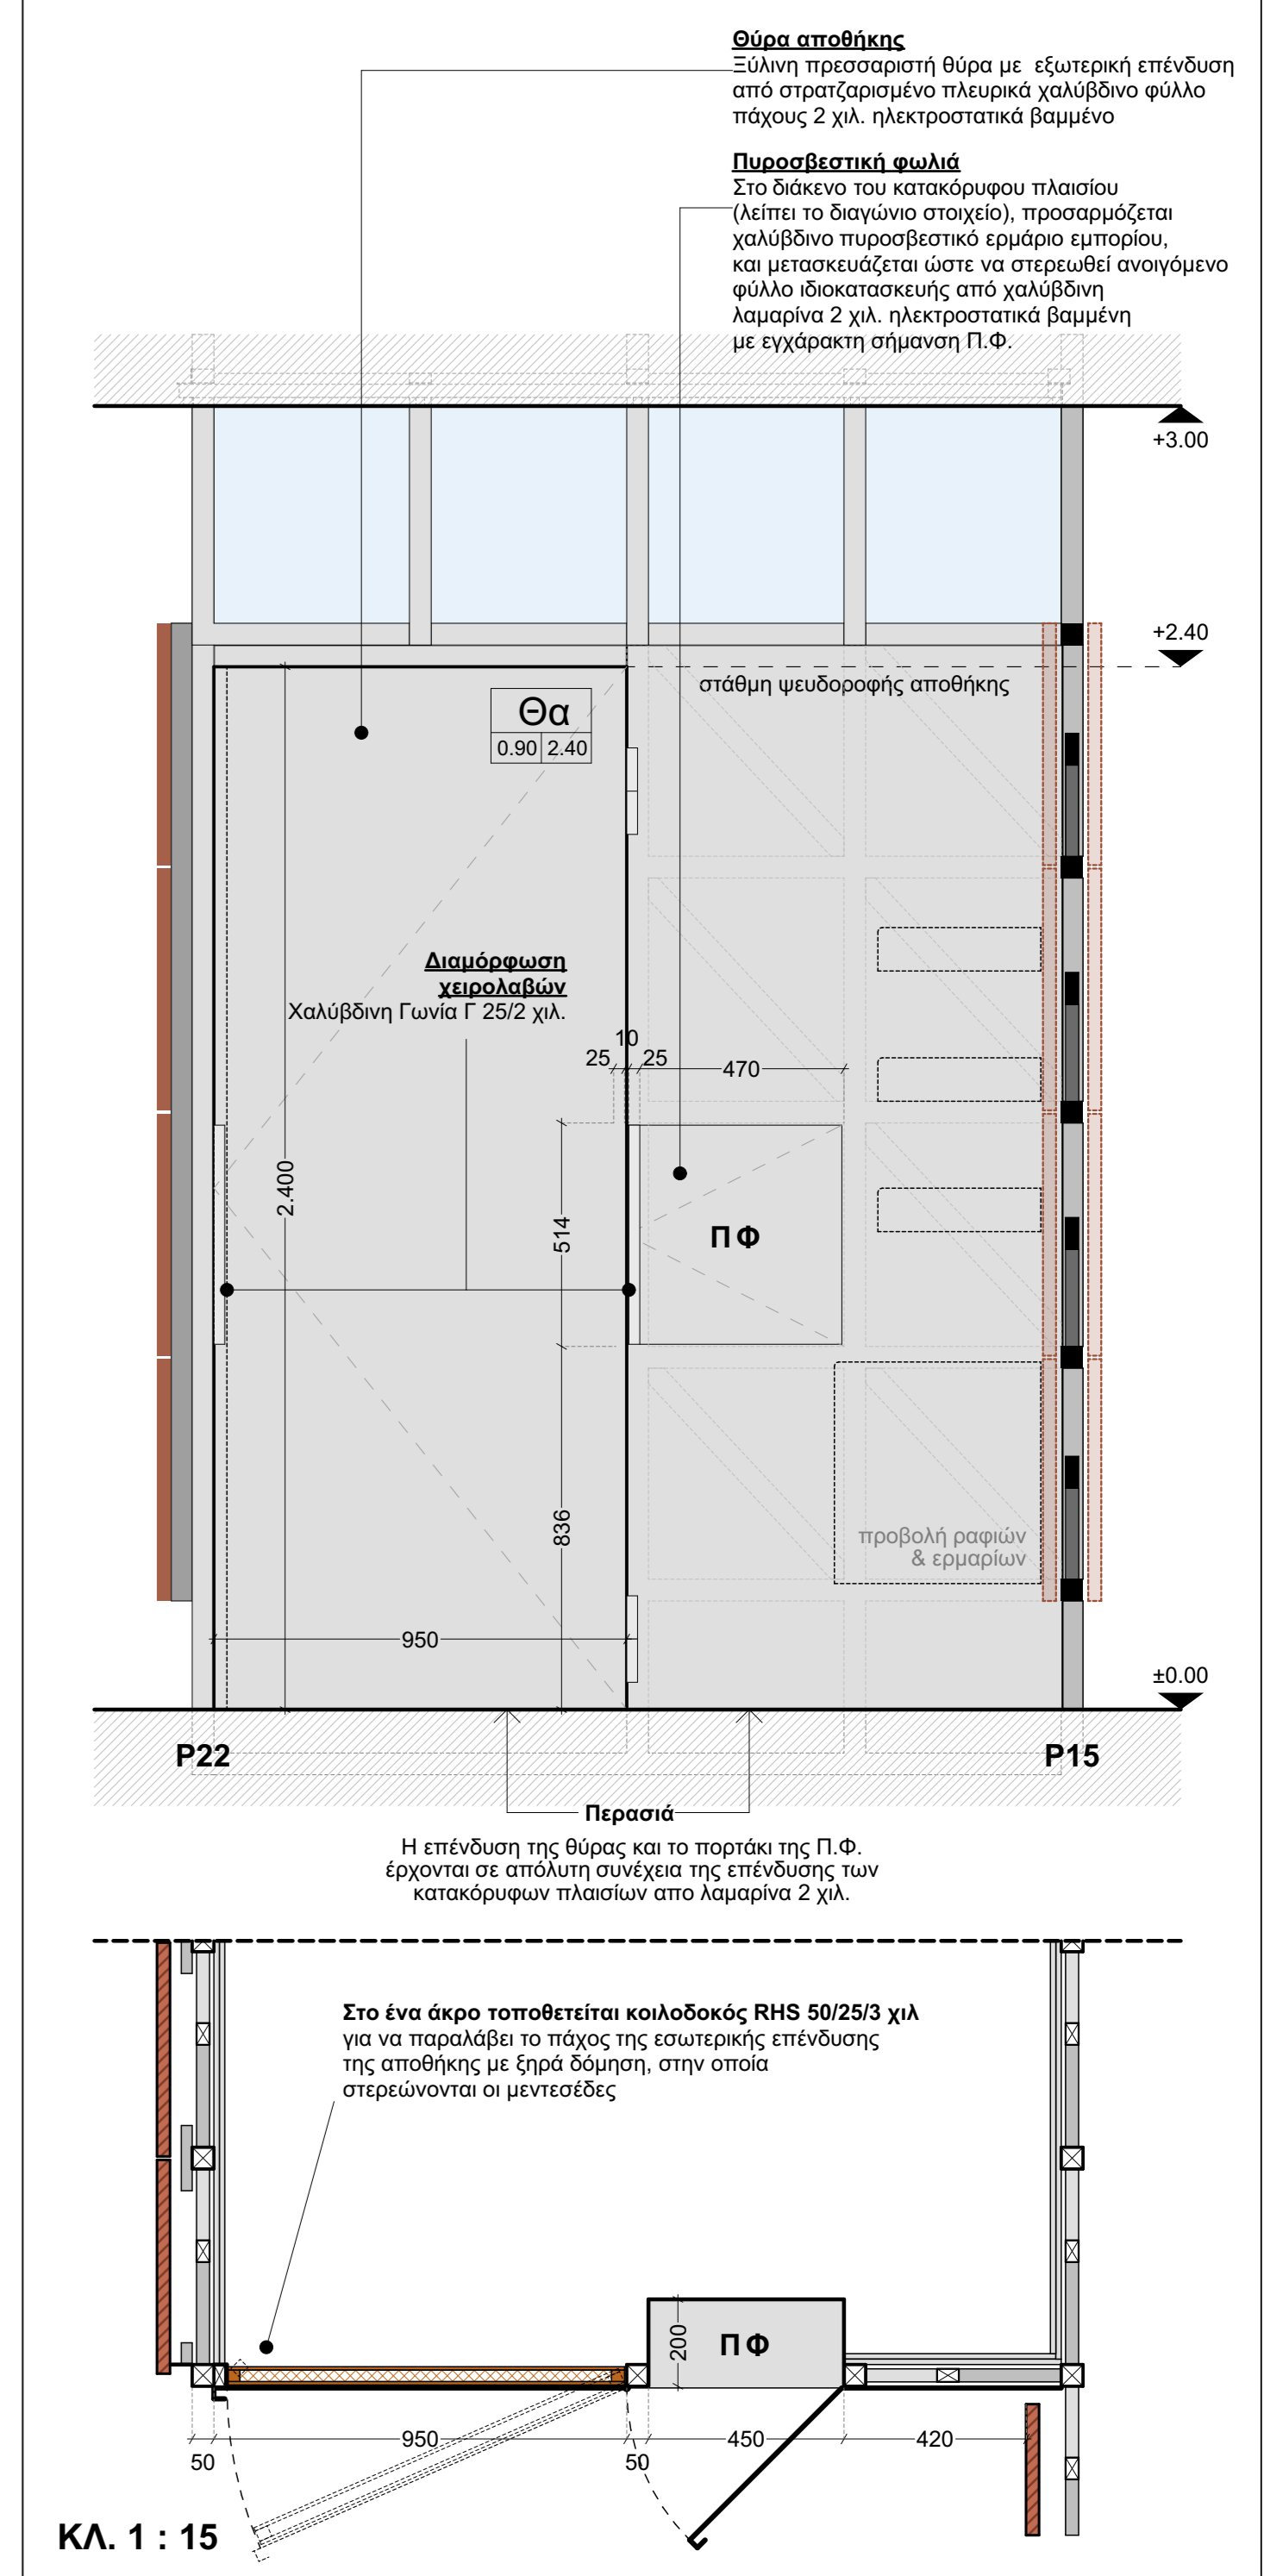 Θύρα αποθήκης
Ξύλινη πρεσσαριστή θύρα με εξωτερική επένδυση
από στρατζαρισμένο πλευρικά χαλύβδινο φύλλο
πάχους 2 χιλ. ηλεκτροστατικά βαμμένο
Πυροσβεστική φωλιά
Στο διάκενο του κατακόρυφου πλαισίου
(λείπει το διαγώνιο στοιχείο), προσαρμόζεται
χαλύβδινο πυροσβεστικό ερμάριο εμπορίου,
και μετασκευάζεται ώστε να στερεωθεί ανοιγόμενο
φύλλο ιδιοκατασκευής από χαλύβδινη
λαμαρίνα 2 χιλ. ηλεκτροστατικά βαμμένη
με εγχάρακτη σήμανση Π.Φ.
+3.00
+2.40
στάθμη ψευδοροφής αποθήκης
Θα
0.90 2.40
Διαμόρφωση
χειρολαβών
Χαλύβδινη Γωνία Γ 25/2 χιλ.
10
25 25 470
2.400
514
Π Φ
836
προβολή ραφιών
& ερμαρίων
950
±0.00
P22 P15
Περασιά
Η επένδυση της θύρας και το πορτάκι της Π.Φ.
έρχονται σε απόλυτη συνέχεια της επένδυσης των
κατακόρυφων πλαισίων απο λαμαρίνα 2 χιλ.
Στο ένα άκρο τοποθετείται κοιλοδοκός RHS 50/25/3 χιλ
για να παραλάβει το πάχος της εσωτερικής επένδυσης
της αποθήκης με ξηρά δόμηση, στην οποία
στερεώνονται οι μεντεσέδες
200
Π Φ
950 450 420
50 50
ΚΛ. 1 : 15